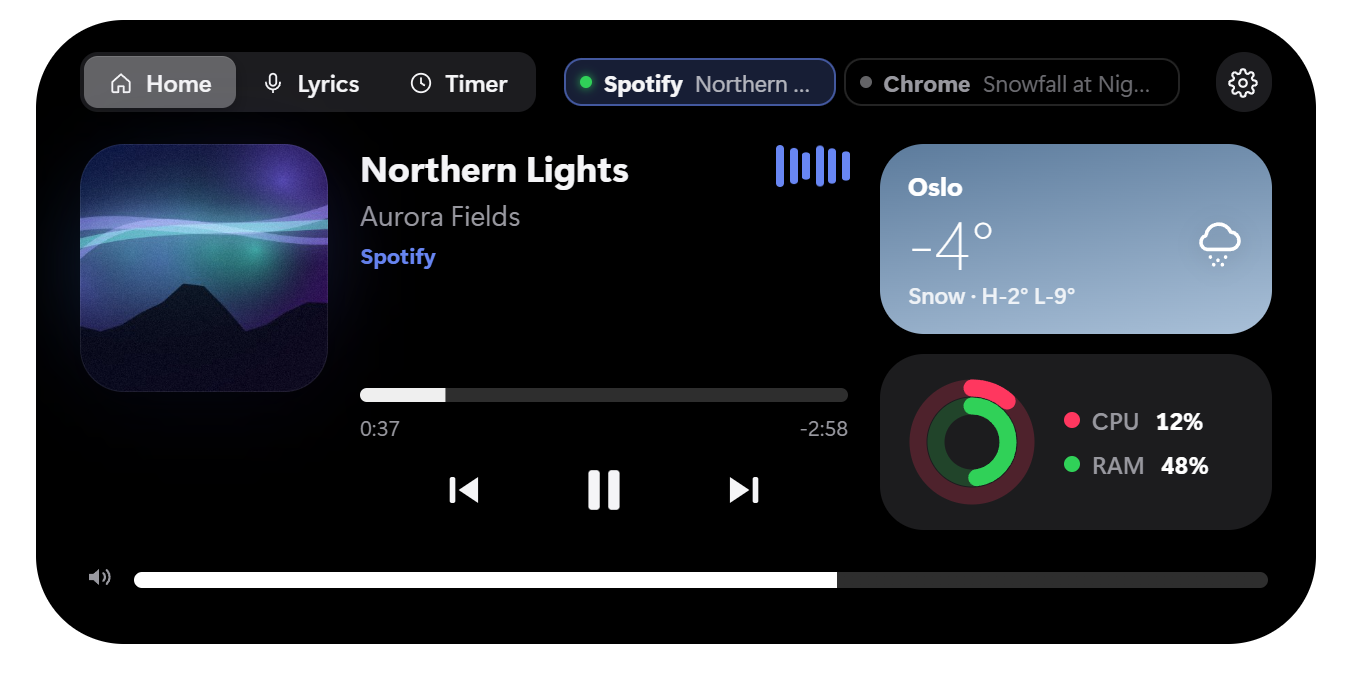 Home Lyrics Timer Spotify Northern ... Chrome Snowfall at Nig...
Northern Lights
Aurora Fields
Spotify
0:37 -2:58
Oslo
-4°
Snow · H-2° L-9°
CPU 12%
RAM 48%